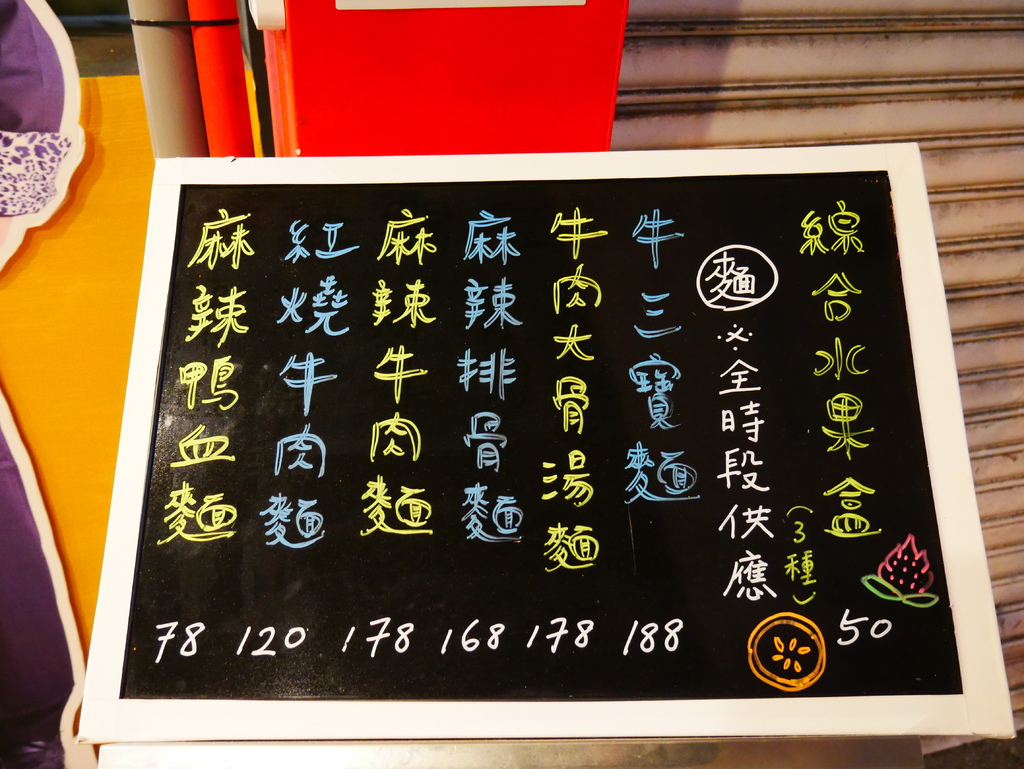 綜合水果盒
(3種)
50
麵
※全時段供應
牛三寶麵
188
牛肉大骨湯麵
178
麻辣排骨麵
168
麻辣牛肉麵
178
紅燒牛肉麵
120
麻辣鴨血麵
78